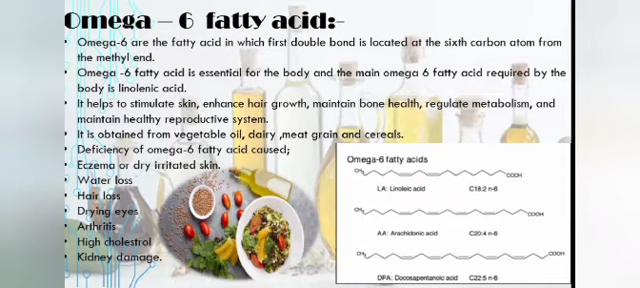 Omega – 6 fatty acid:-
• Omega-6 are the fatty acid in which first double bond is located at the sixth carbon atom from
the methyl end.
• Omega -6 fatty acid is essential for the body and the main omega 6 fatty acid required by the
body is linolenic acid.
• It helps to stimulate skin, enhance hair growth, maintain bone health, regulate metabolism, and
maintain healthy reproductive system.
• It is obtained from vegetable oil, dairy ,meat grain and cereals.
• Deficiency of omega-6 fatty acid caused;
• Eczema or dry irritated skin.
• Water loss
• Hair loss
• Drying eyes
• Arthritis
• High cholestrol
• Kidney damage.
Omega-6 fatty acids
CH₃ COOH
LA: Linoleic acid C18:2 n-6
CH₃ COOH
AA: Arachidonic acid C20:4 n-6
CH₃ COOH
DPA: Docosapentanoic acid C22:5 n-6